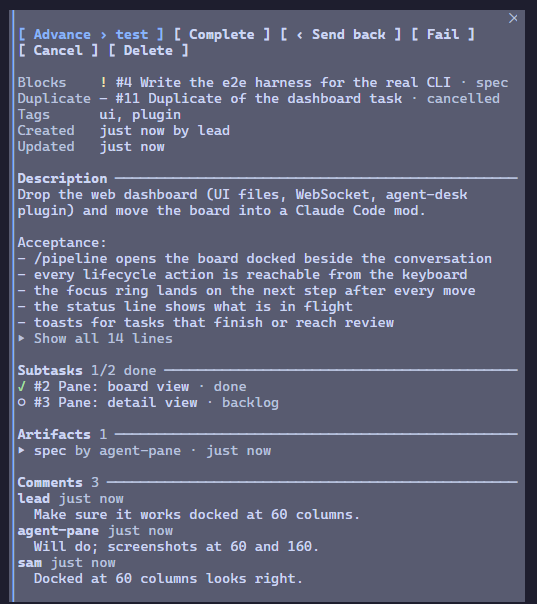 ×
[ Advance › test ] [ Complete ] [ ‹ Send back ] [ Fail ]
[ Cancel ] [ Delete ]
Blocks ! #4 Write the e2e harness for the real CLI · spec
Duplicate – #11 Duplicate of the dashboard task · cancelled
Tags ui, plugin
Created just now by lead
Updated just now
Description
Drop the web dashboard (UI files, WebSocket, agent-desk
plugin) and move the board into a Claude Code mod.
Acceptance:
– /pipeline opens the board docked beside the conversation
– every lifecycle action is reachable from the keyboard
– the focus ring lands on the next step after every move
– the status line shows what is in flight
– toasts for tasks that finish or reach review
▸ Show all 14 lines
Subtasks 1/2 done
✓ #2 Pane: board view · done
○ #3 Pane: detail view · backlog
Artifacts 1
▸ spec by agent-pane · just now
Comments 3
lead just now
Make sure it works docked at 60 columns.
agent-pane just now
Will do; screenshots at 60 and 160.
sam just now
Docked at 60 columns looks right.